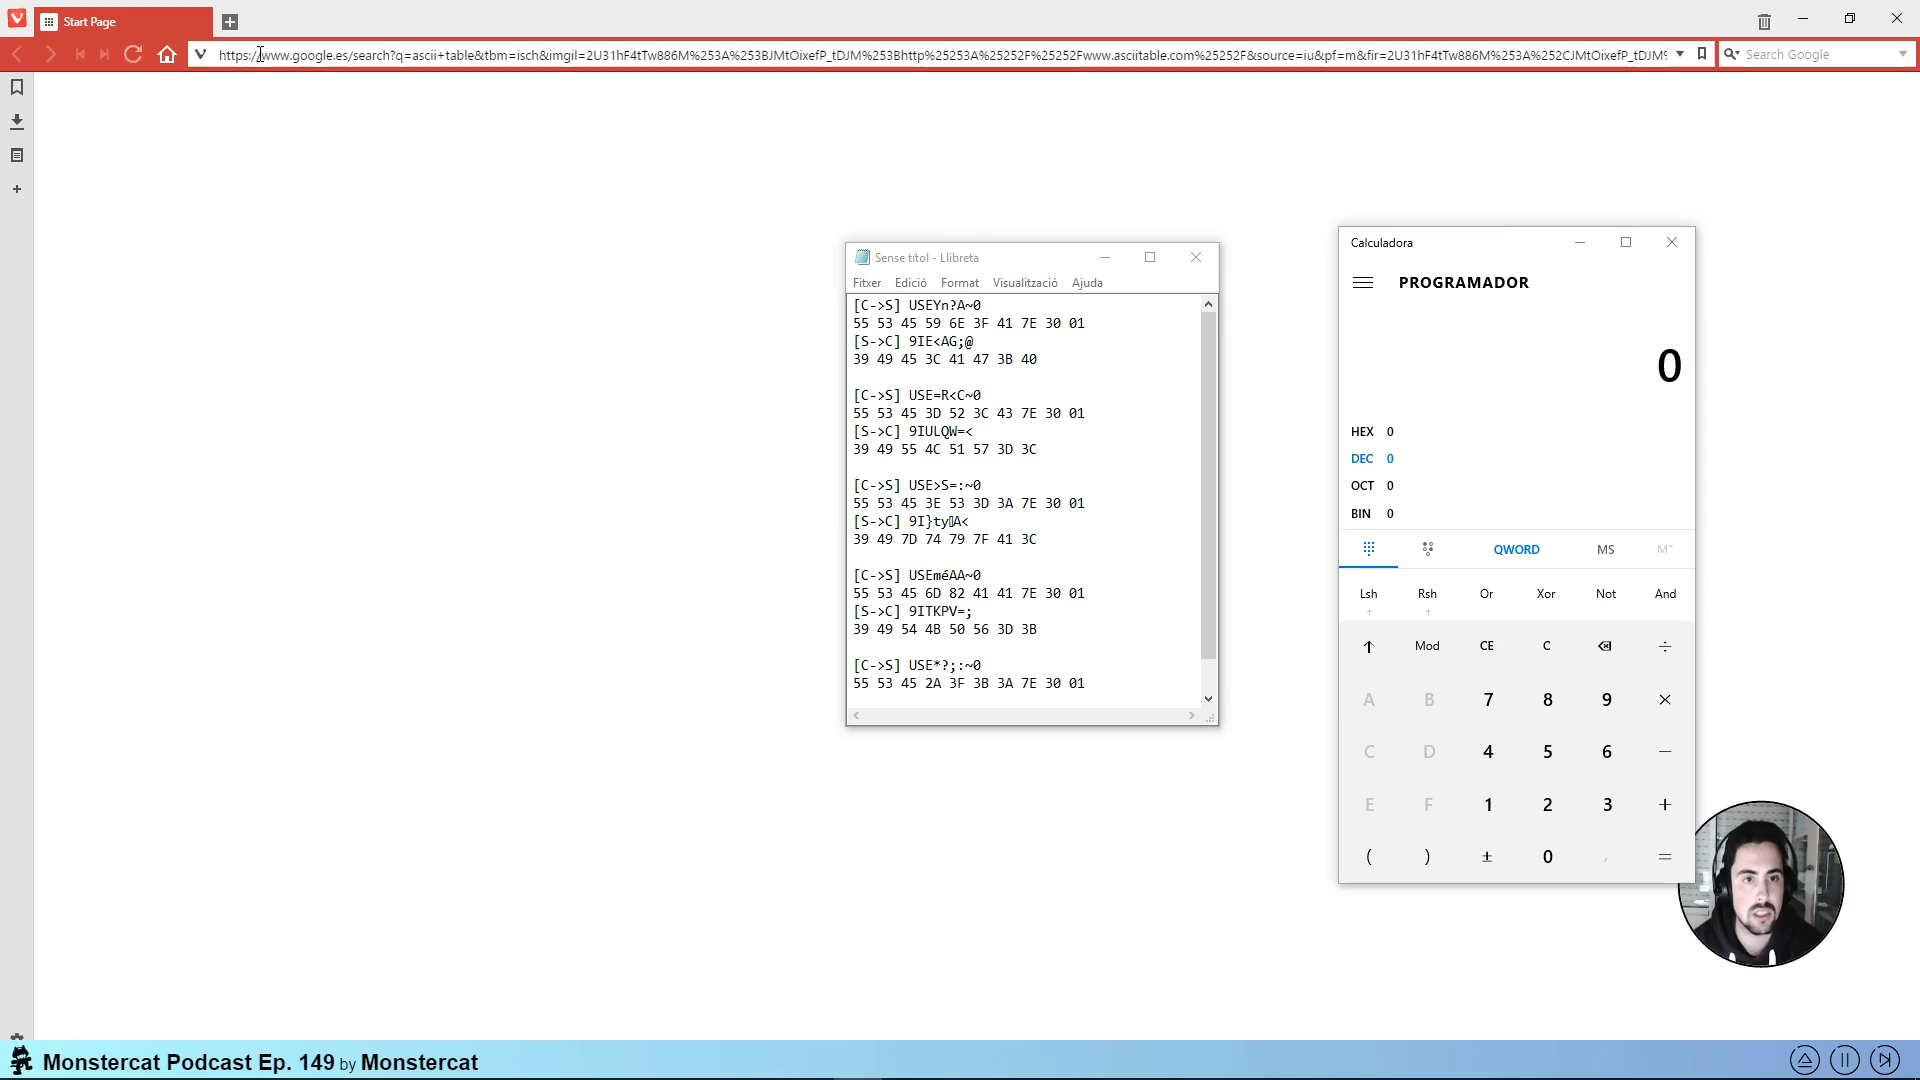 Start Page
https://www.google.es/search?q=ascii+table&tbm=isch&imgil=2U31hF4tTw886M%253A%253BJMtOixefP_tDJM%253Bhttp%25253A%25252F%25252Fwww.asciitable.com%25252F&source=iu&pf=m&fir=2U31hF4tTw886M%253A%252CJMtOixefP_tDJM%
Search Google
Sense títol - Llibreta
Fitxer Edició Format Visualització Ajuda
[C->S] USEYn?A~0
55 53 45 59 6E 3F 41 7E 30 01
[S->C] 9IE<AG;@
39 49 45 3C 41 47 3B 40
[C->S] USE=R<C~0
55 53 45 3D 52 3C 43 7E 30 01
[S->C] 9IULQW=<
39 49 55 4C 51 57 3D 3C
[C->S] USE>S=:~0
55 53 45 3E 53 3D 3A 7E 30 01
[S->C] 9I}ty▯A<
39 49 7D 74 79 7F 41 3C
[C->S] USEméAA~0
55 53 45 6D 82 41 41 7E 30 01
[S->C] 9ITKPV=;
39 49 54 4B 50 56 3D 3B
[C->S] USE*?;:~0
55 53 45 2A 3F 3B 3A 7E 30 01
Calculadora
PROGRAMADOR
0
HEX 0
DEC 0
OCT 0
BIN 0
QWORD MS M˅
Lsh Rsh Or Xor Not And
↑ Mod CE C ⌫ ÷
A B 7 8 9 ×
C D 4 5 6 −
E F 1 2 3 +
( ) ± 0 , =
Monstercat Podcast Ep. 149 by Monstercat